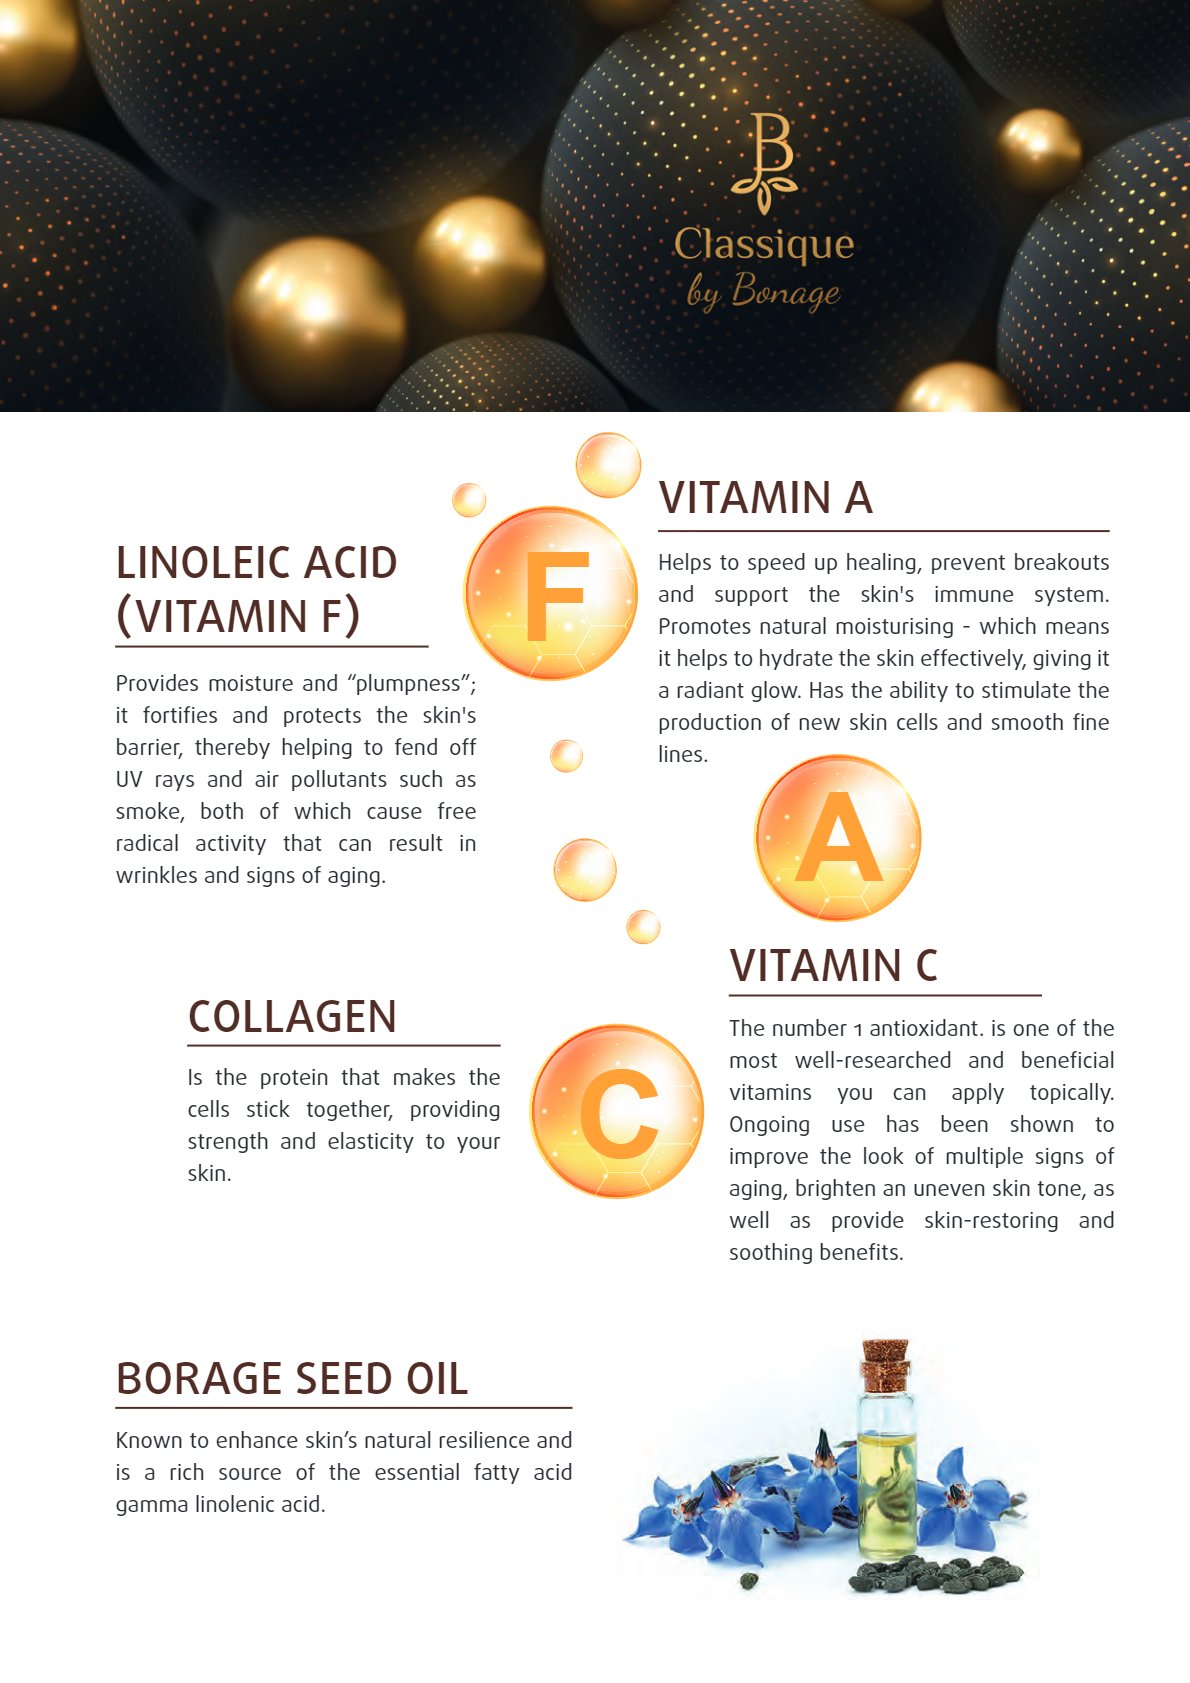 B
Classique
by Bonage
LINOLEIC ACID
(VITAMIN F)
Provides moisture and “plumpness”;
it fortifies and protects the skin's
barrier, thereby helping to fend off
UV rays and air pollutants such as
smoke, both of which cause free
radical activity that can result in
wrinkles and signs of aging.
F
VITAMIN A
Helps to speed up healing, prevent breakouts
and support the skin's immune system.
Promotes natural moisturising - which means
it helps to hydrate the skin effectively, giving it
a radiant glow. Has the ability to stimulate the
production of new skin cells and smooth fine
lines.
A
COLLAGEN
Is the protein that makes the
cells stick together, providing
strength and elasticity to your
skin.
C
VITAMIN C
The number 1 antioxidant. is one of the
most well-researched and beneficial
vitamins you can apply topically.
Ongoing use has been shown to
improve the look of multiple signs of
aging, brighten an uneven skin tone, as
well as provide skin-restoring and
soothing benefits.
BORAGE SEED OIL
Known to enhance skin’s natural resilience and
is a rich source of the essential fatty acid
gamma linolenic acid.